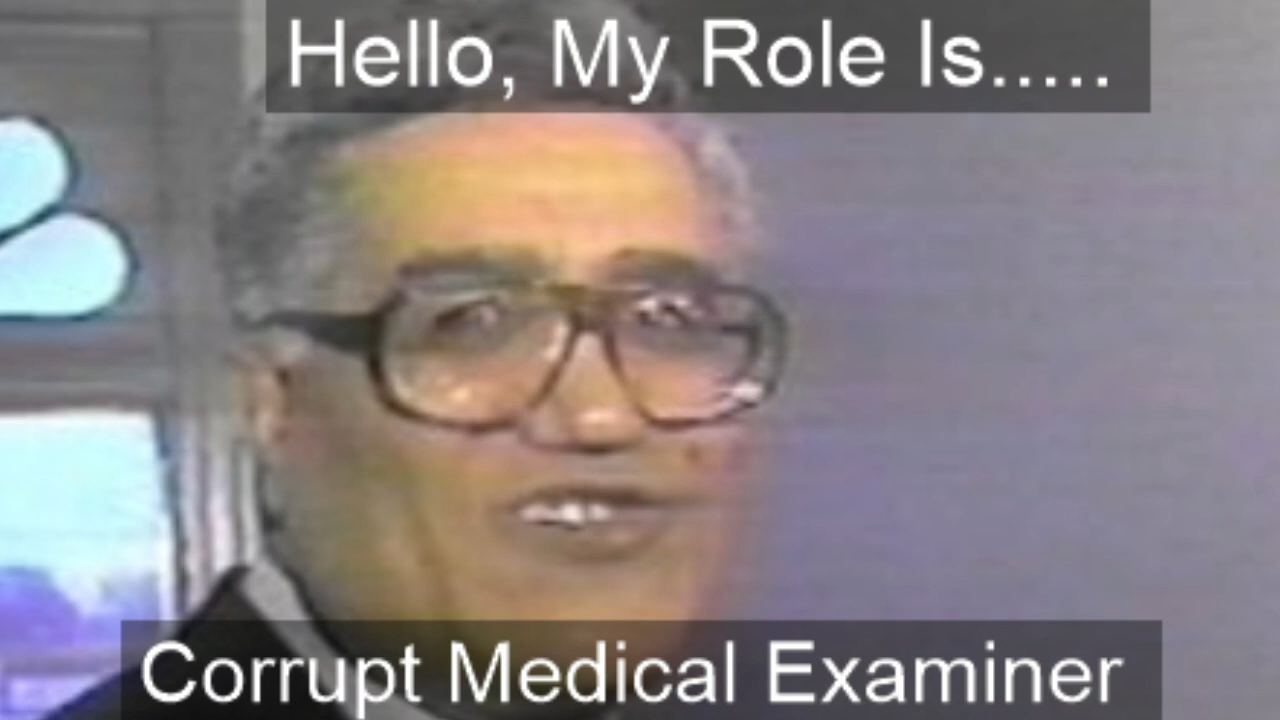 Hello, My Role Is.....
Corrupt Medical Examiner